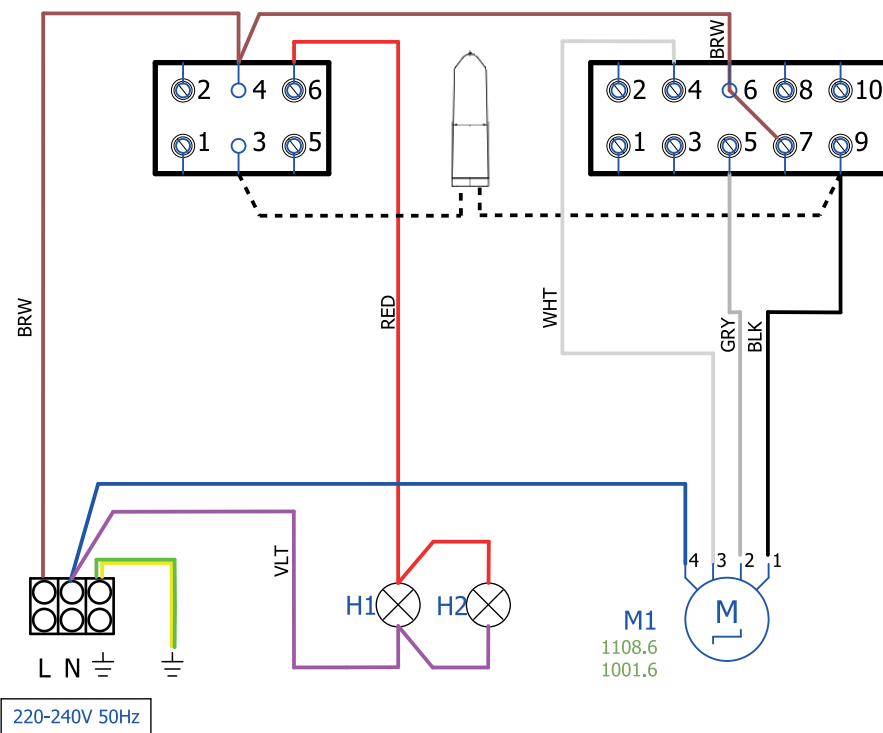 BRW
2 4 6
2 4 6 8 10
1 3 5
1 3 5 7 9
BRW
RED
WHT
GRY
BLK
VLT
4 3 2 1
H1
H2
M
M1
1108.6
1001.6
L N
220-240V 50Hz